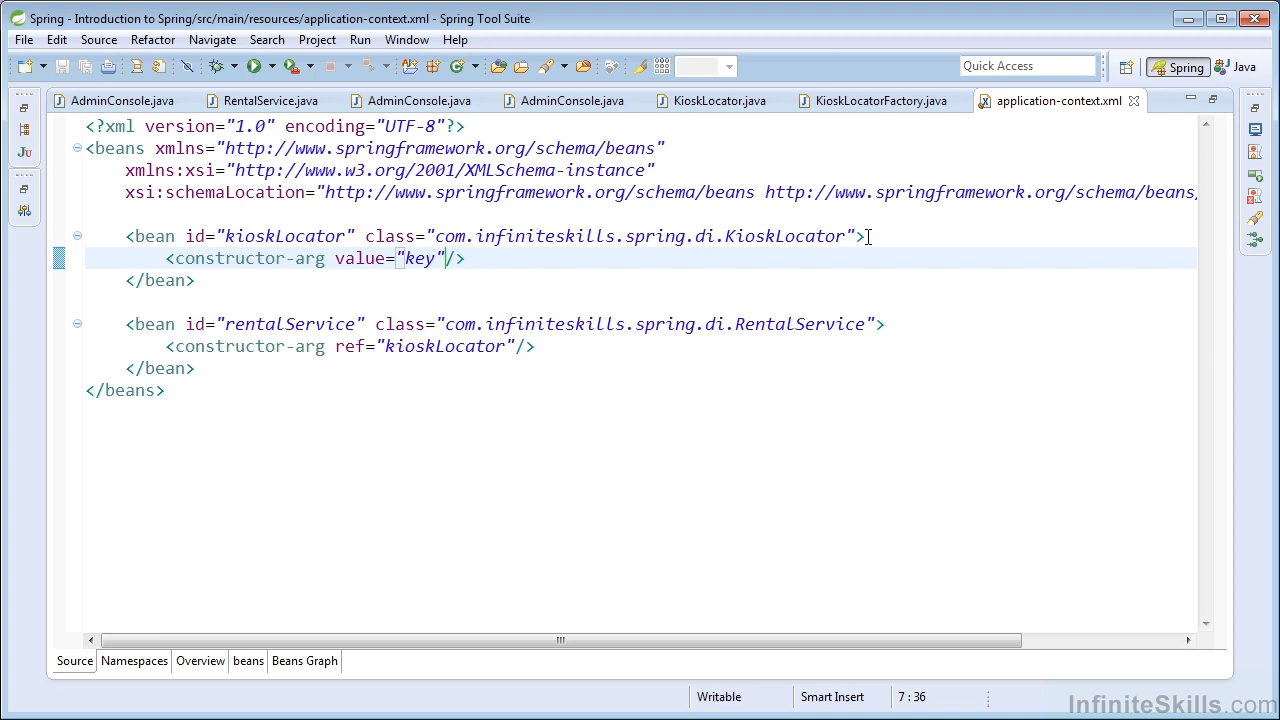 Spring - Introduction to Spring/src/main/resources/application-context.xml - Spring Tool Suite
File Edit Source Refactor Navigate Search Project Run Window Help
Quick Access
Spring
Java
AdminConsole.java RentalService.java AdminConsole.java AdminConsole.java KioskLocator.java KioskLocatorFactory.java application-context.xml
<?xml version="1.0" encoding="UTF-8"?>
<beans xmlns="http://www.springframework.org/schema/beans"
xmlns:xsi="http://www.w3.org/2001/XMLSchema-instance"
xsi:schemaLocation="http://www.springframework.org/schema/beans http://www.springframework.org/schema/beans/
<bean id="kioskLocator" class="com.infiniteskills.spring.di.KioskLocator">
<constructor-arg value="key"/>
</bean>
<bean id="rentalService" class="com.infiniteskills.spring.di.RentalService">
<constructor-arg ref="kioskLocator"/>
</bean>
</beans>
Source Namespaces Overview beans Beans Graph
Writable Smart Insert 7 : 36
InfiniteSkills.com